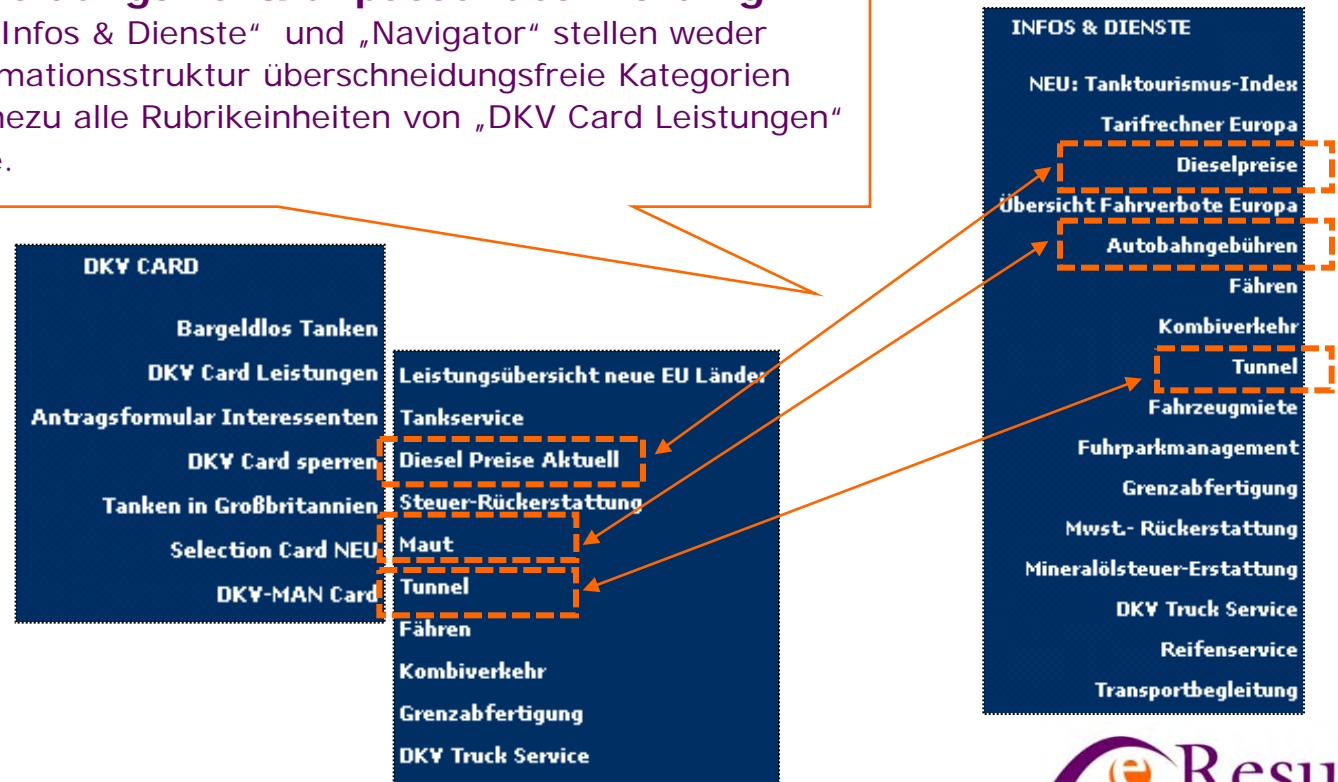 „Infos & Dienste“ und „Navigator“ stellen weder
überschneidungsfreie Kategorien
alle Rubrikeinheiten von „DKV Card Leistungen“
DKV CARD
Bargeldlos Tanken
DKV Card Leistungen
Antragsformular Interessenten
DKV Card sperren
Tanken in Großbritannien
Selection Card NEU
DKV-MAN Card
Leistungsübersicht neue EU Länder
Tankservice
Diesel Preise Aktuell
Steuer-Rückerstattung
Maut
Tunnel
Fähren
Kombiverkehr
Grenzabfertigung
DKV Truck Service
INFOS & DIENSTE
NEU: Tanktourismus-Index
Tarifrechner Europa
Dieselpreise
Übersicht Fahrverbote Europa
Autobahngebühren
Fähren
Kombiverkehr
Tunnel
Fahrzeugmiete
Fuhrparkmanagement
Grenzabfertigung
Mwst.- Rückerstattung
Mineralölsteuer-Erstattung
DKV Truck Service
Reifenservice
Transportbegleitung